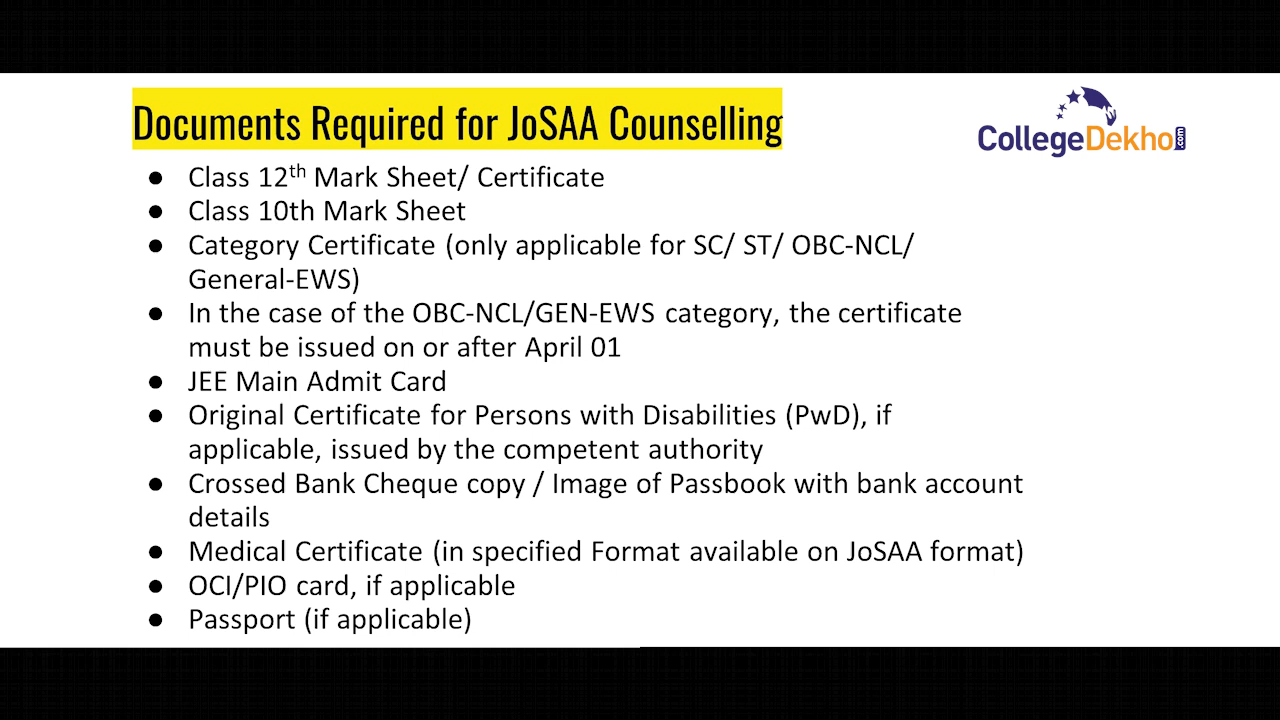 Documents Required for JoSAA Counselling
CollegeDekho.com
● Class 12th Mark Sheet/ Certificate
● Class 10th Mark Sheet
● Category Certificate (only applicable for SC/ ST/ OBC-NCL/
General-EWS)
● In the case of the OBC-NCL/GEN-EWS category, the certificate
must be issued on or after April 01
● JEE Main Admit Card
● Original Certificate for Persons with Disabilities (PwD), if
applicable, issued by the competent authority
● Crossed Bank Cheque copy / Image of Passbook with bank account
details
● Medical Certificate (in specified Format available on JoSAA format)
● OCI/PIO card, if applicable
● Passport (if applicable)